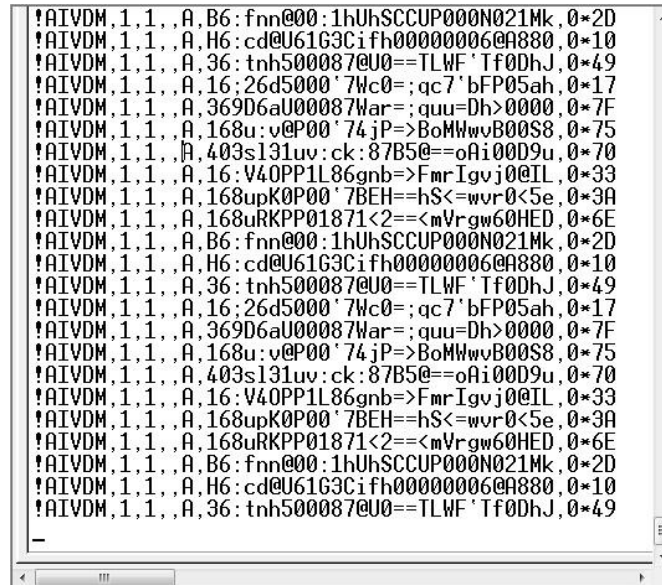 !AIVDM,1,1,,A,B6:fnn@00:1hUhSCCUP000N021Mk,0*2D
!AIVDM,1,1,,A,H6:cd@U61G3Cifh00000006@A880,0*10
!AIVDM,1,1,,A,36:tnh500087@U0==TLWF`Tf0DhJ,0*49
!AIVDM,1,1,,A,16;26d5000`7Wc0=;qc7`bFP05ah,0*17
!AIVDM,1,1,,A,369D6aU00087War=;quu=Dh>0000,0*7F
!AIVDM,1,1,,A,168u:v@P00`74jP=>BoMWwvB00S8,0*75
!AIVDM,1,1,,A,403sl31uv:ck:87B5@==oAi00D9u,0*70
!AIVDM,1,1,,A,16:V4OPP1L86gnb=>FmrIgvj0@IL,0*33
!AIVDM,1,1,,A,168upK0P00`7BEH==hS<=wvr0<5e,0*3A
!AIVDM,1,1,,A,168uRKPP01871<2==<mVrgw60HED,0*6E
!AIVDM,1,1,,A,B6:fnn@00:1hUhSCCUP000N021Mk,0*2D
!AIVDM,1,1,,A,H6:cd@U61G3Cifh00000006@A880,0*10
!AIVDM,1,1,,A,36:tnh500087@U0==TLWF`Tf0DhJ,0*49
!AIVDM,1,1,,A,16;26d5000`7Wc0=;qc7`bFP05ah,0*17
!AIVDM,1,1,,A,369D6aU00087War=;quu=Dh>0000,0*7F
!AIVDM,1,1,,A,168u:v@P00`74jP=>BoMWwvB00S8,0*75
!AIVDM,1,1,,A,403sl31uv:ck:87B5@==oAi00D9u,0*70
!AIVDM,1,1,,A,16:V4OPP1L86gnb=>FmrIgvj0@IL,0*33
!AIVDM,1,1,,A,168upK0P00`7BEH==hS<=wvr0<5e,0*3A
!AIVDM,1,1,,A,168uRKPP01871<2==<mVrgw60HED,0*6E
!AIVDM,1,1,,A,B6:fnn@00:1hUhSCCUP000N021Mk,0*2D
!AIVDM,1,1,,A,H6:cd@U61G3Cifh00000006@A880,0*10
!AIVDM,1,1,,A,36:tnh500087@U0==TLWF`Tf0DhJ,0*49